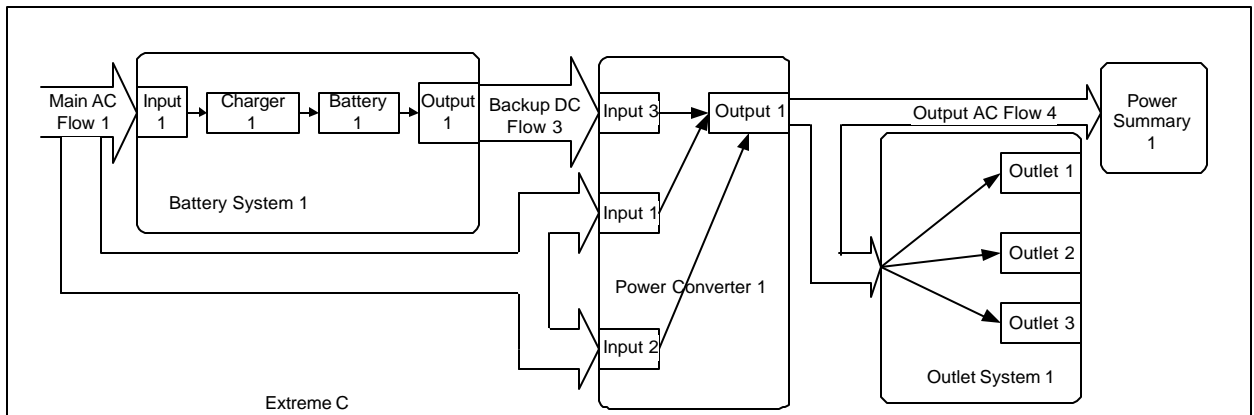 Main AC
Flow 1
Input
1
Charger
1
Battery
1
Output
1
Backup DC
Flow 3
Battery System 1
Input 3
Output 1
Input 1
Power Converter 1
Input 2
Output AC Flow 4
Power
Summary
1
Outlet 1
Outlet 2
Outlet 3
Outlet System 1
Extreme C